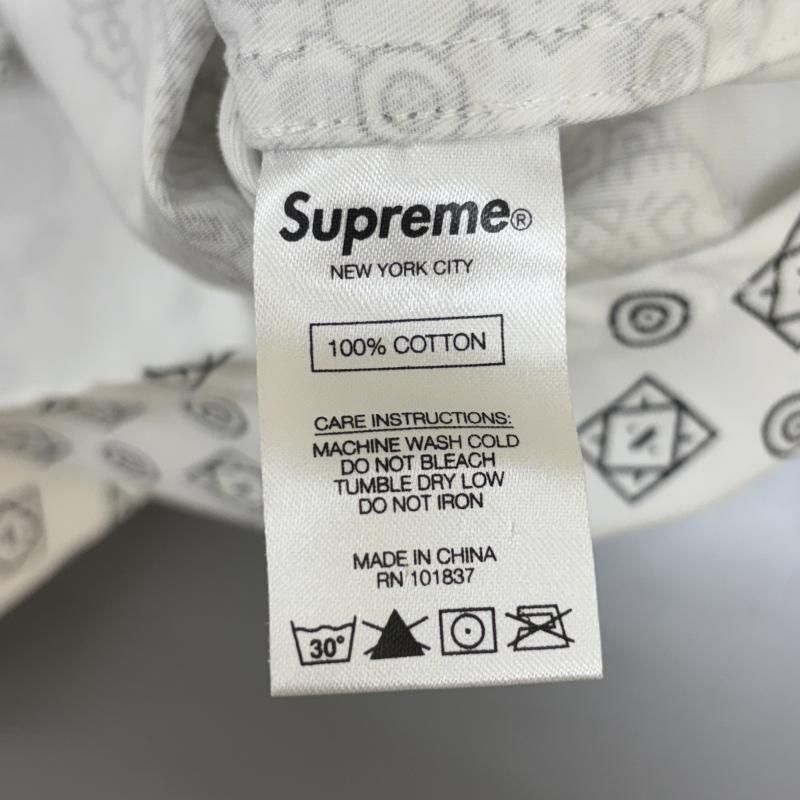 Supreme®
NEW YORK CITY
100% COTTON
CARE INSTRUCTIONS:
MACHINE WASH COLD
DO NOT BLEACH
TUMBLE DRY LOW
DO NOT IRON
MADE IN CHINA
RN 101837
30°